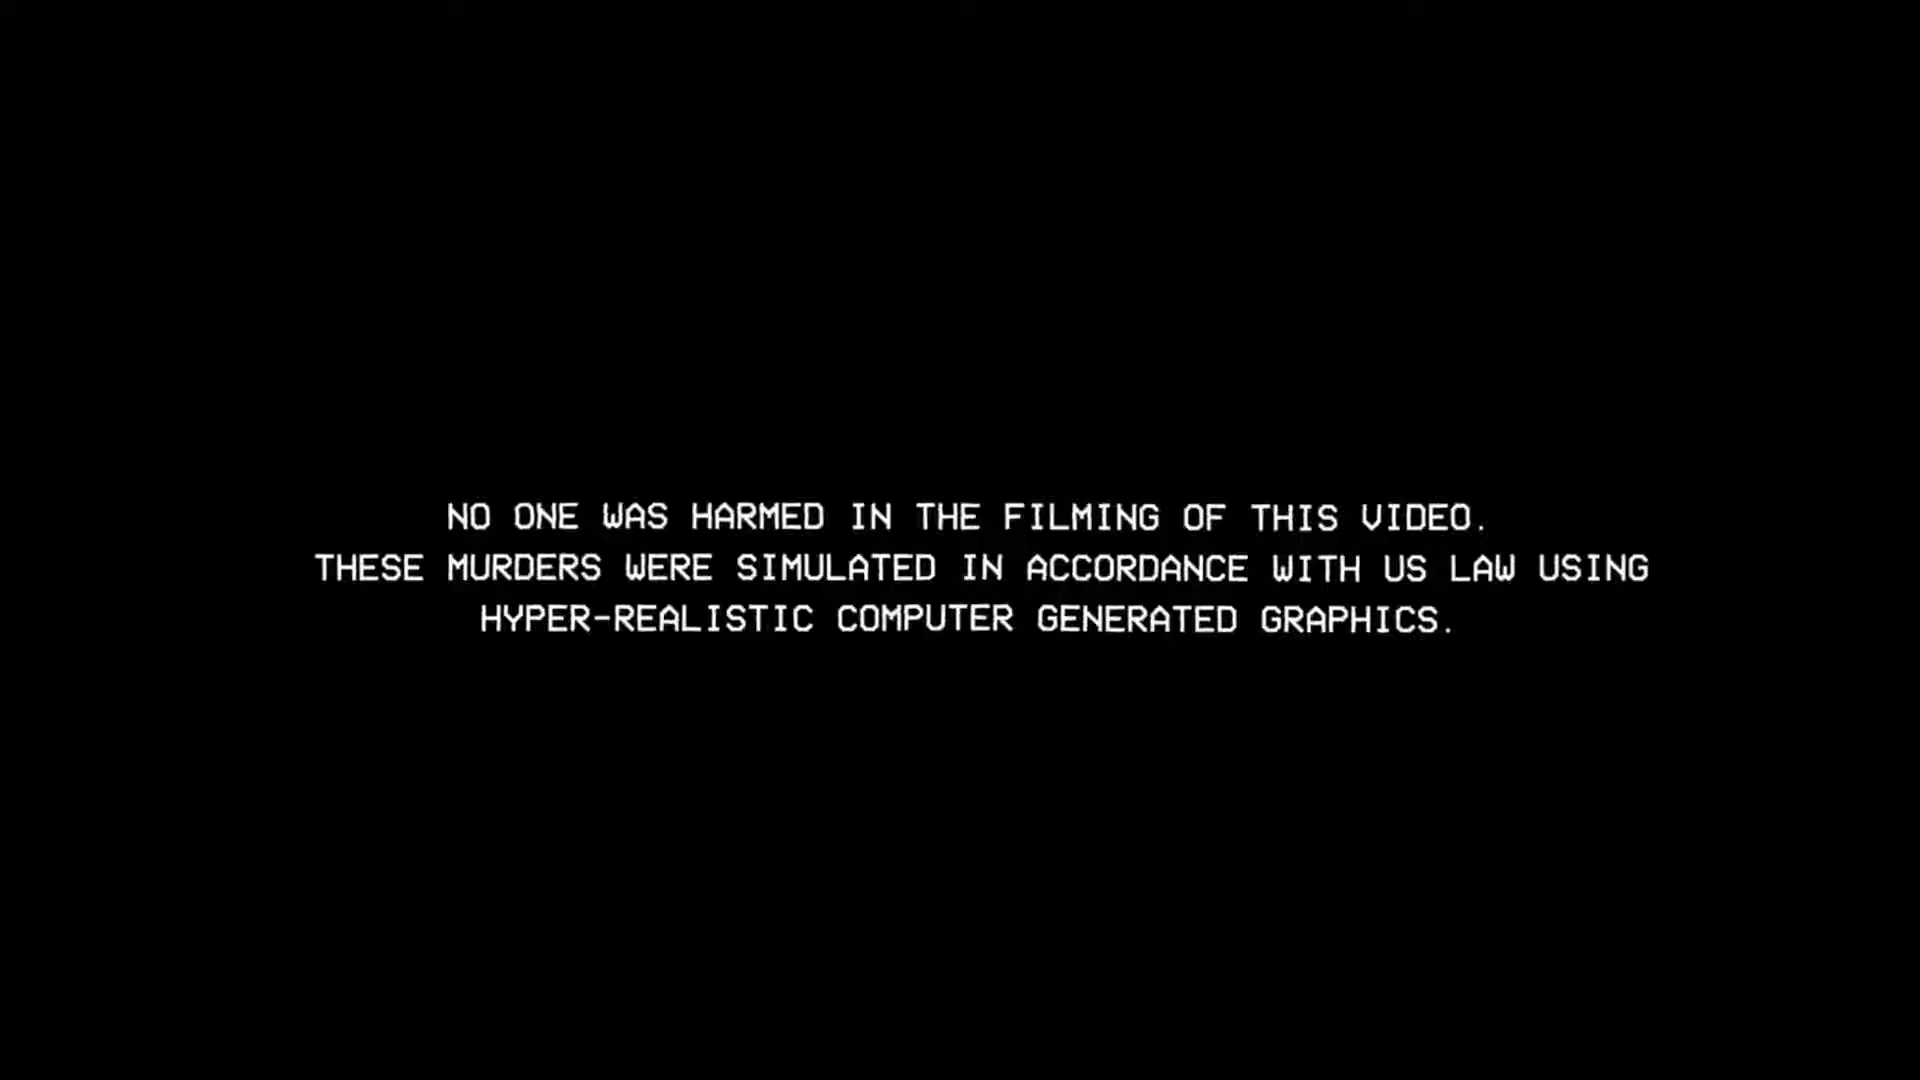 NO ONE WAS HARMED IN THE FILMING OF THIS VIDEO.
THESE MURDERS WERE SIMULATED IN ACCORDANCE WITH US LAW USING
HYPER-REALISTIC COMPUTER GENERATED GRAPHICS.